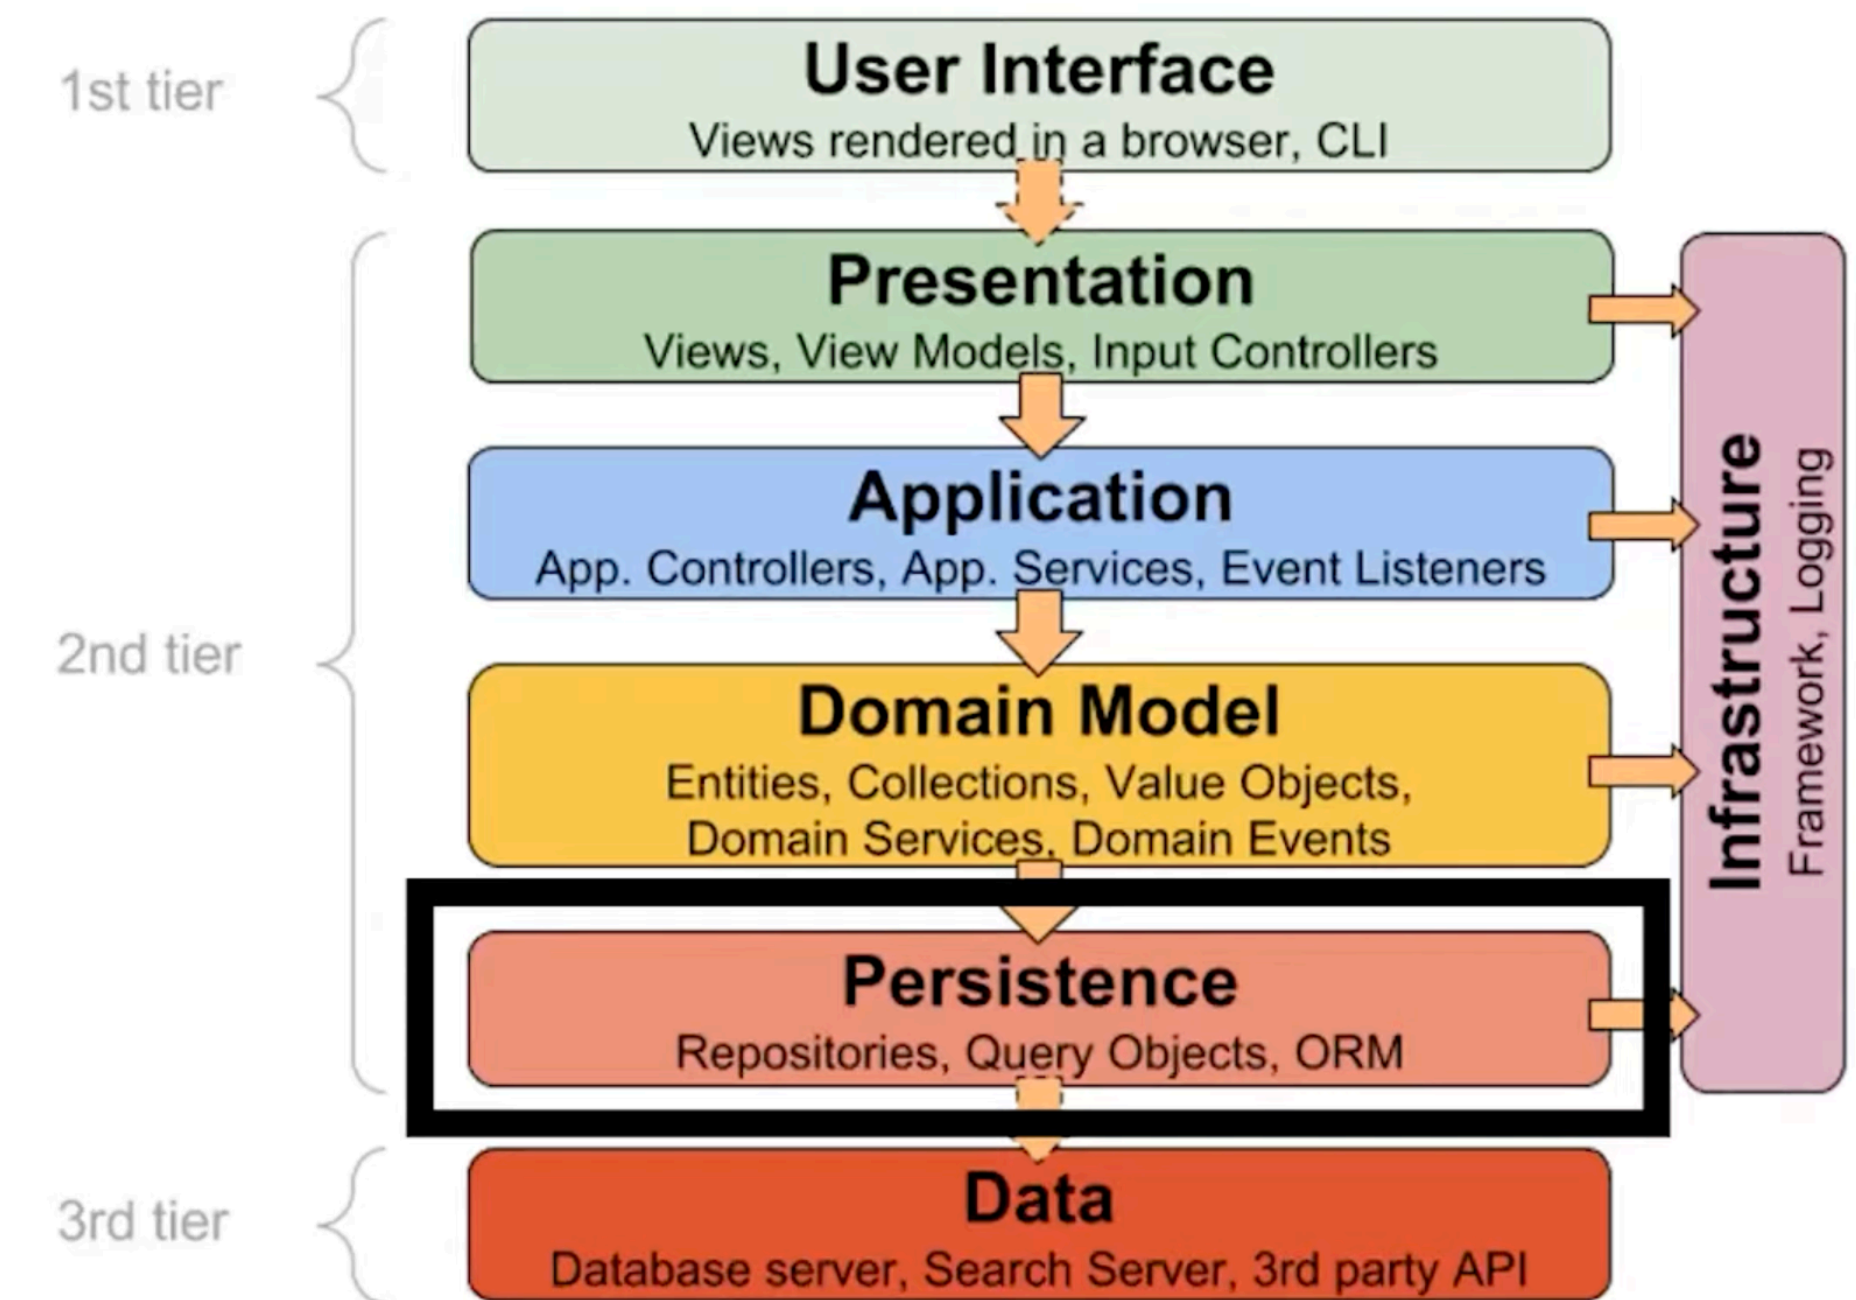 1st tier
User Interface
Views rendered in a browser, CLI
2nd tier
Presentation
Views, View Models, Input Controllers
Application
App. Controllers, App. Services, Event Listeners
Domain Model
Entities, Collections, Value Objects,
Domain Services, Domain Events
Persistence
Repositories, Query Objects, ORM
Infrastructure
Framework, Logging
3rd tier
Data
Database server, Search Server, 3rd party API